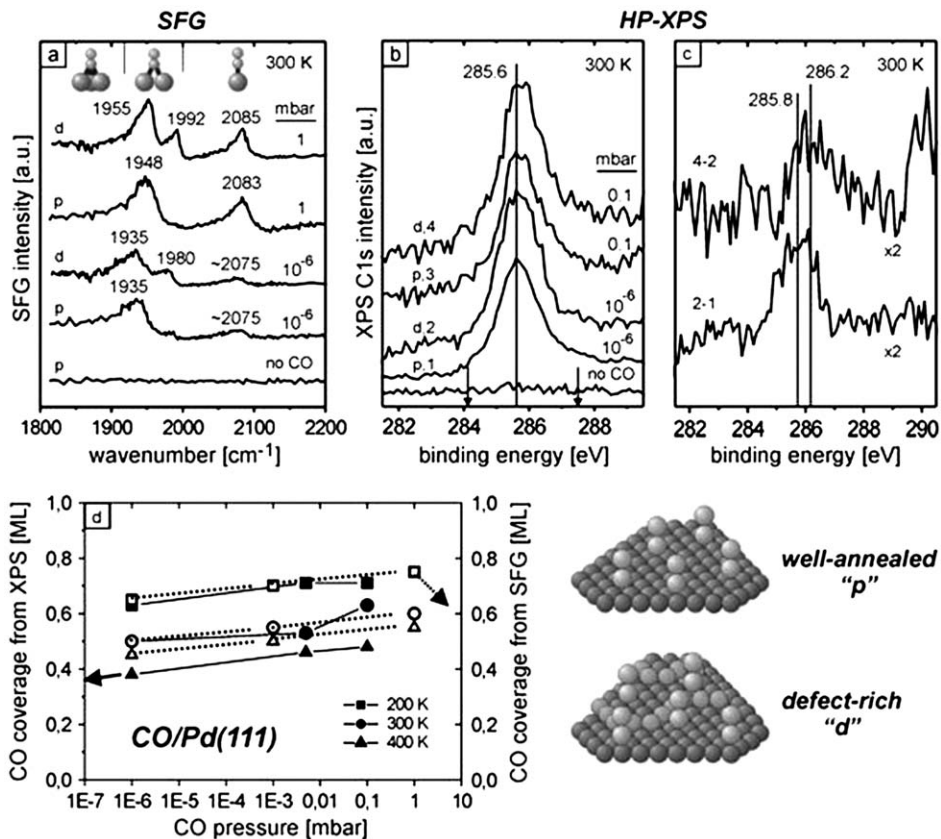 SFG
HP-XPS
a
300 K
1955
1992
2085
mbar
d
1
1948
2083
p
1
1935
1980
~2075
d
10-6
1935
~2075
p
10-6
p
no CO
1800
1900
2000
2100
2200
wavenumber [cm-1]
SFG intensity [a.u.]
b
285.6
300 K
mbar
0.1
d.4
0.1
p.3
10-6
d.2
10-6
p.1
no CO
282
284
286
288
binding energy [eV]
XPS C1s intensity [a.u.]
c
286.2
300 K
285.8
4-2
x2
2-1
x2
282
284
286
288
290
binding energy [eV]
d
1,0
0,8
0,6
0,4
0,2
0,0
CO coverage from XPS [ML]
1,0
0,8
0,6
0,4
0,2
0,0
CO coverage from SFG [ML]
200 K
300 K
400 K
CO/Pd(111)
1E-7
1E-6
1E-5
1E-4
1E-3
0,01
0,1
1
10
CO pressure [mbar]
well-annealed
“p”
defect-rich
“d”